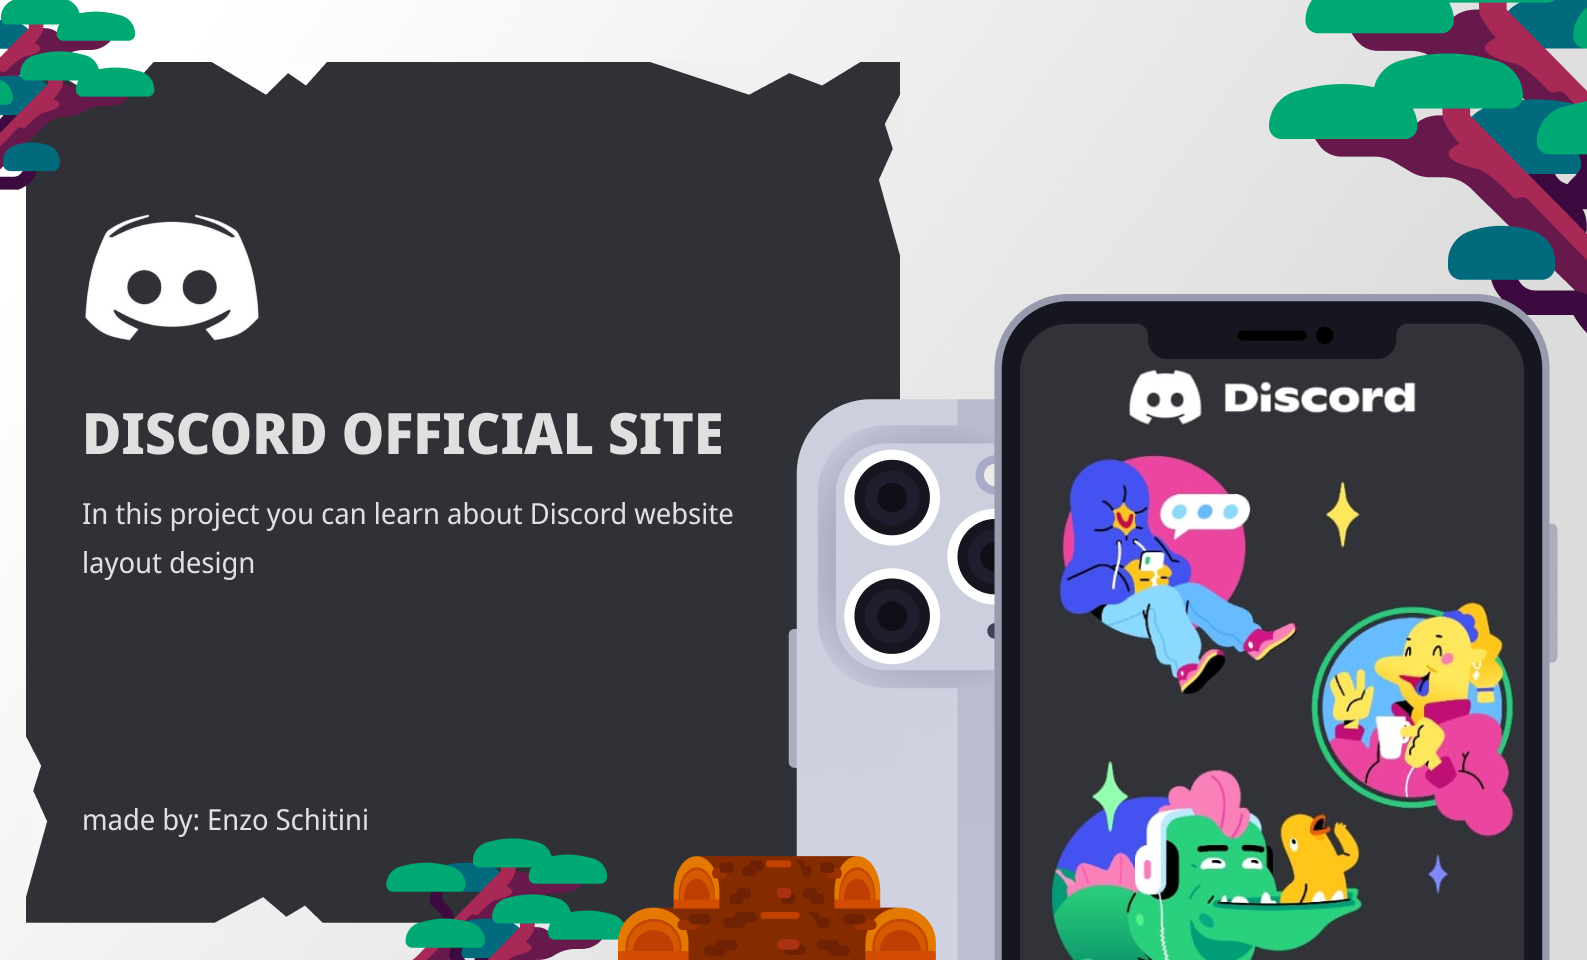 DISCORD OFFICIAL SITE
In this project you can learn about Discord website
layout design
made by: Enzo Schitini
Discord